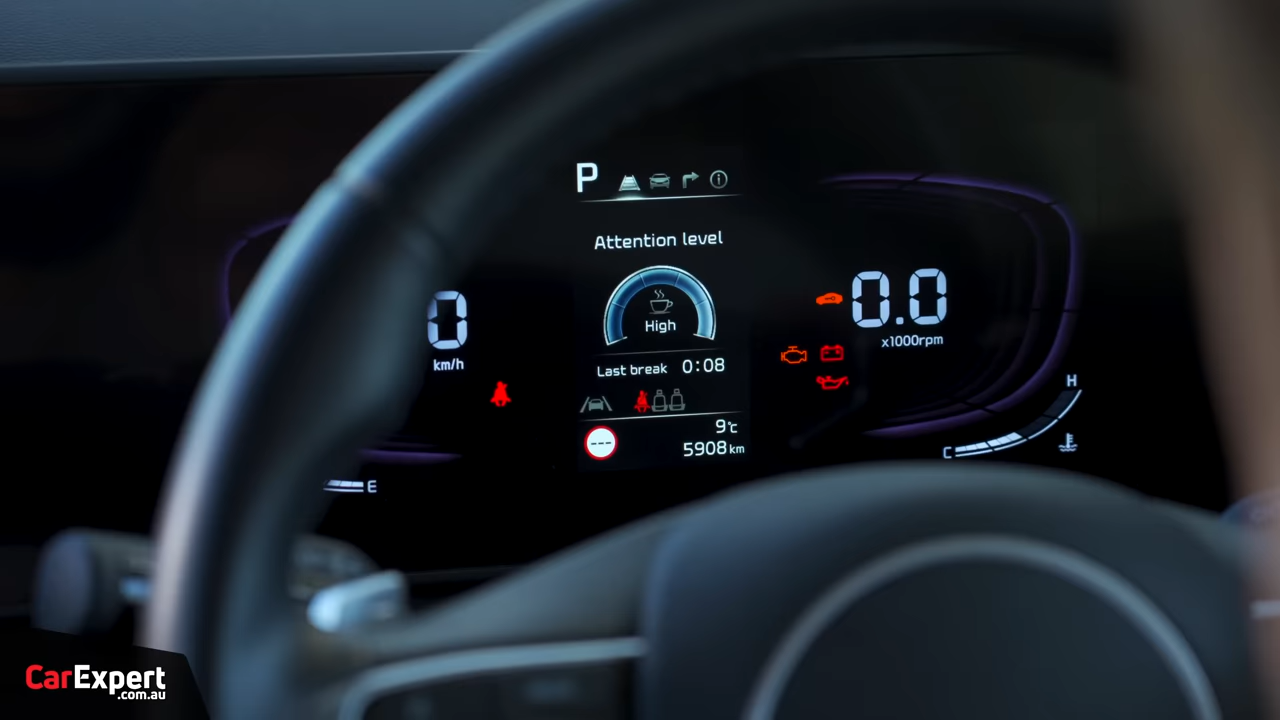 P
Attention level
High
Last break 0:08
9℃
5908 km
0
km/h
0.0
x1000rpm
H
C
E
CarExpert
.com.au